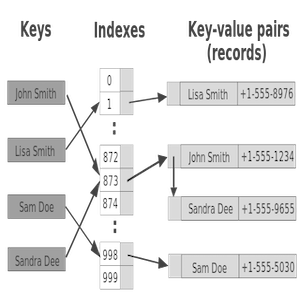 Keys
Indexes
Key-value pairs
(records)
John Smith
Lisa Smith
Sam Doe
Sandra Dee
0
1
:
872
873
874
:
998
999
Lisa Smith +1-555-8976
John Smith +1-555-1234
Sandra Dee +1-555-9655
Sam Doe +1-555-5030